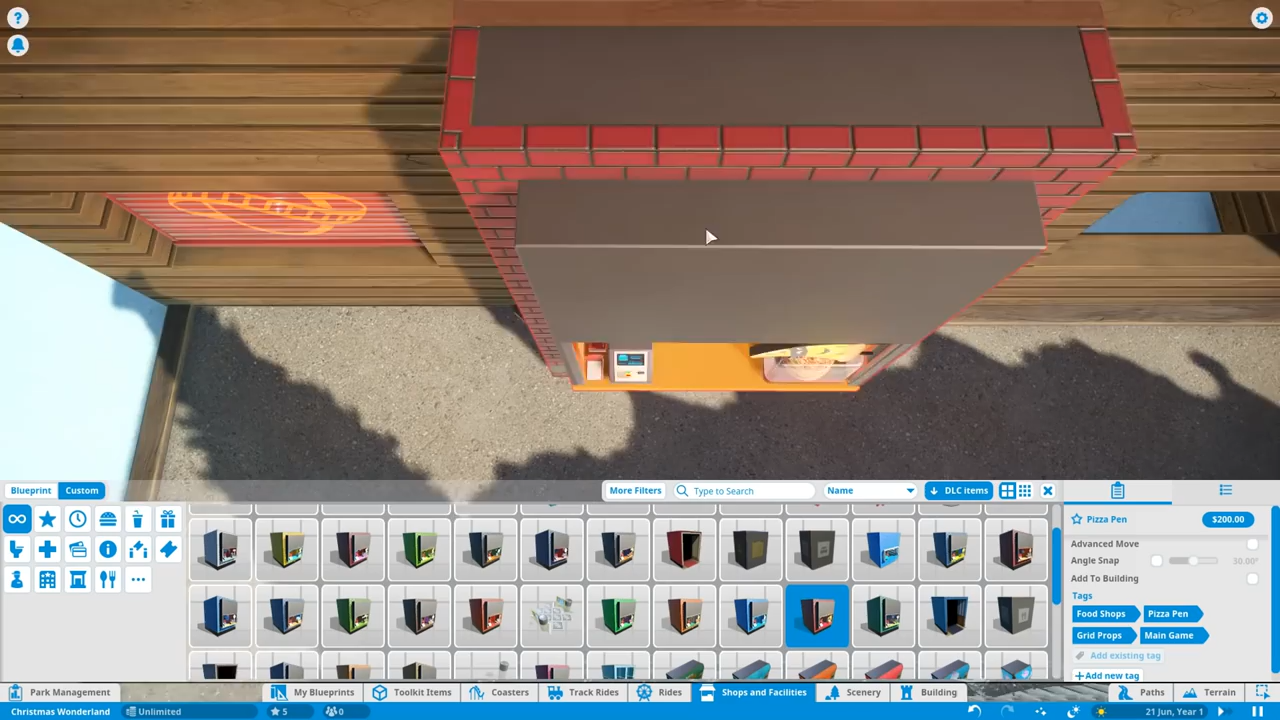 Blueprint Custom More Filters Type to Search Name DLC items
Pizza Pen $200.00
Advanced Move
Angle Snap 30.00°
Add To Building
Tags
Food Shops Pizza Pen
Grid Props Main Game
Add existing tag
+Add new tag
Park Management My Blueprints Toolkit Items Coasters Track Rides Rides Shops and Facilities Scenery Building Paths Terrain
Christmas Wonderland Unlimited 5 0 21 Jun, Year 1